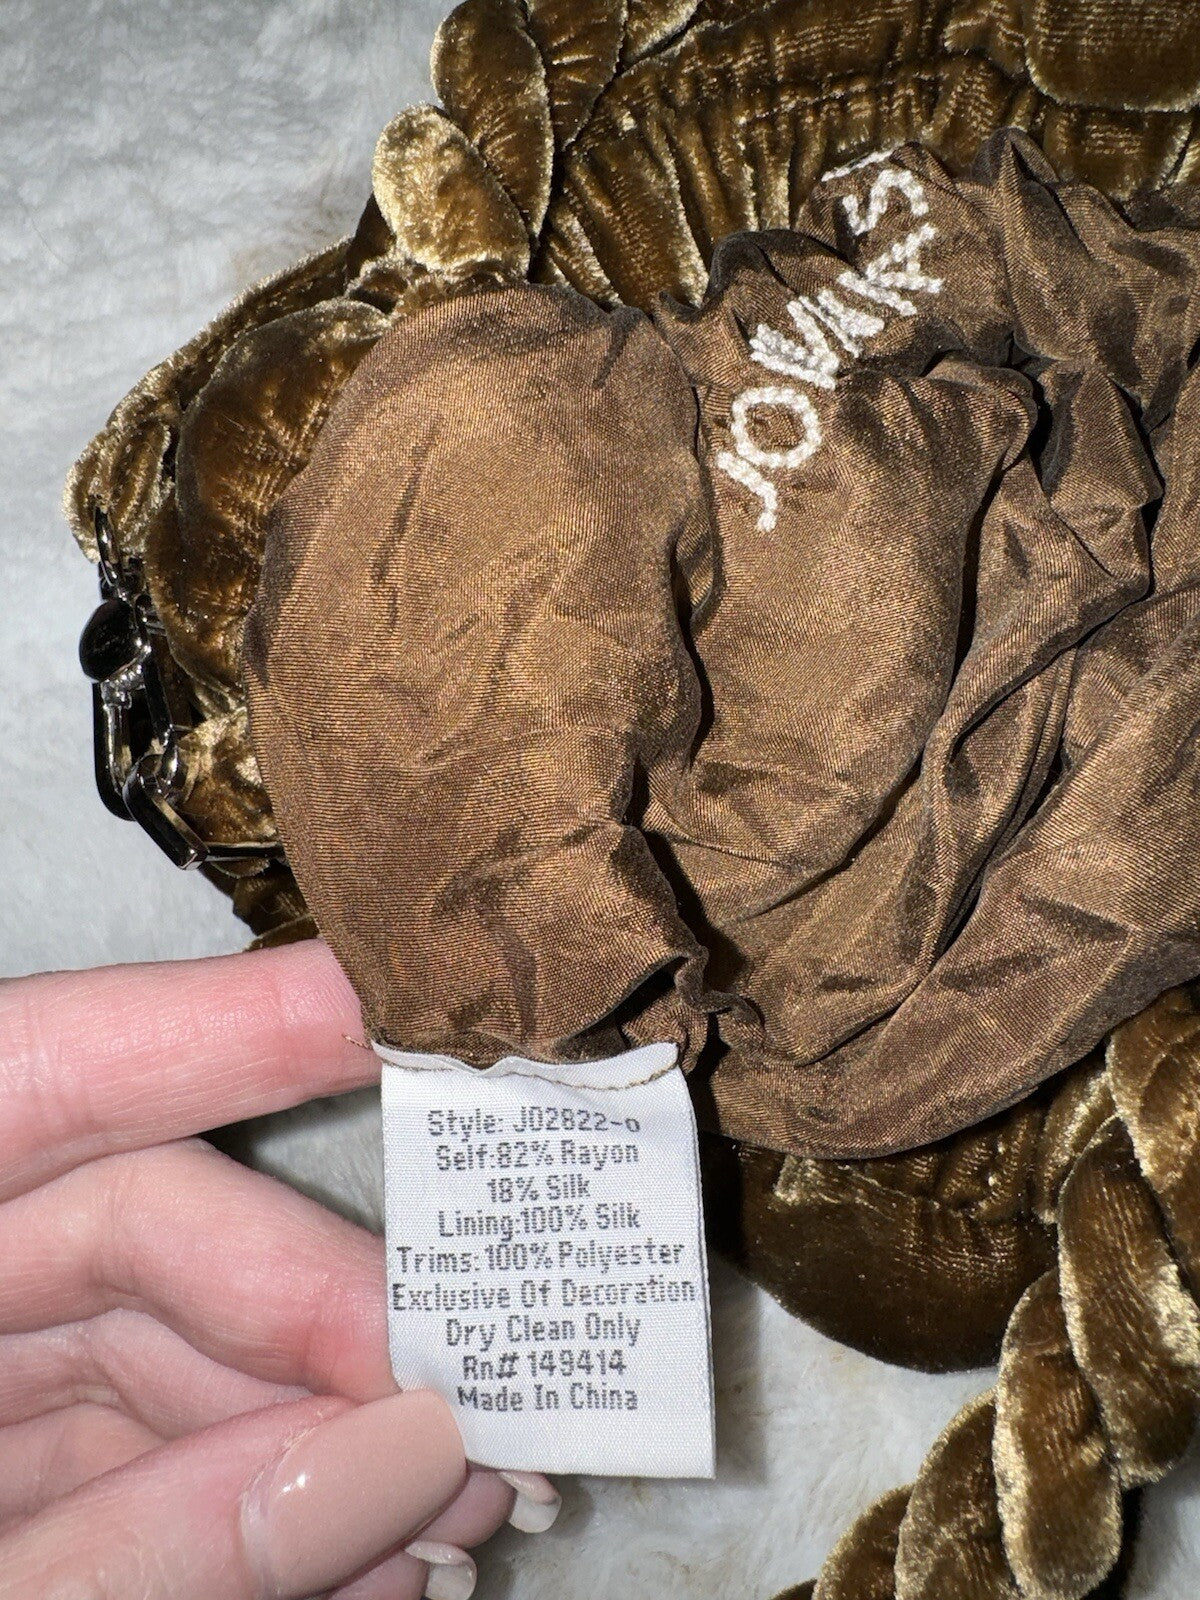 JOVVAS
Style: J02822-o
Self:82% Rayon
18% Silk
Lining:100% Silk
Trims:100% Polyester
Exclusive Of Decoration
Dry Clean Only
Rn# 149414
Made In China